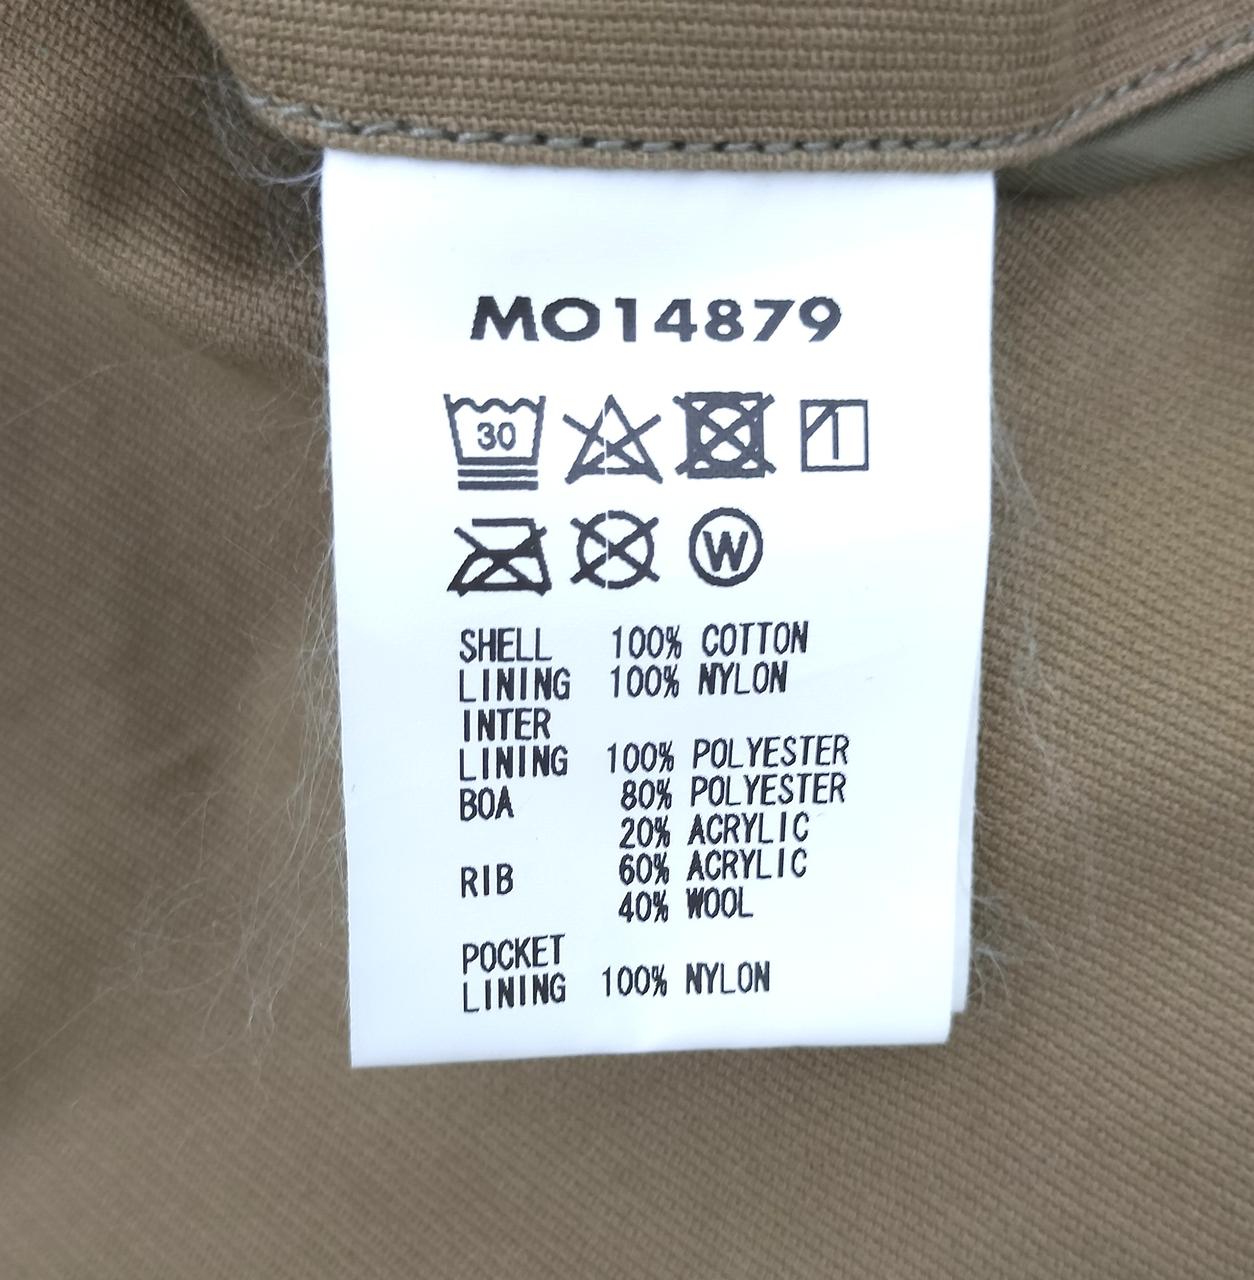 MO14879
30
W
SHELL 100% COTTON
LINING 100% NYLON
INTER
LINING 100% POLYESTER
BOA 80% POLYESTER
20% ACRYLIC
RIB 60% ACRYLIC
40% WOOL
POCKET
LINING 100% NYLON